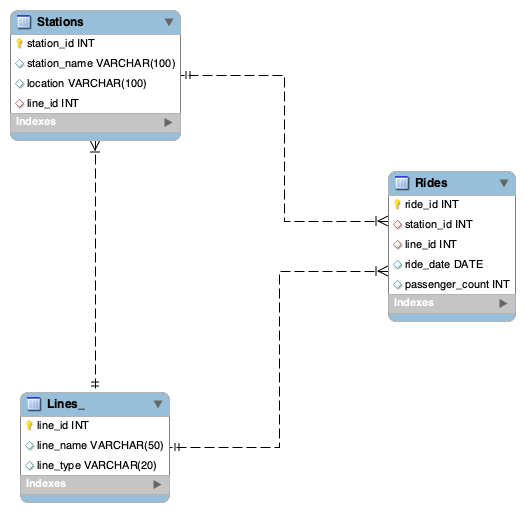 Stations
station_id INT
station_name VARCHAR(100)
location VARCHAR(100)
line_id INT
Indexes
Rides
ride_id INT
station_id INT
line_id INT
ride_date DATE
passenger_count INT
Indexes
Lines_
line_id INT
line_name VARCHAR(50)
line_type VARCHAR(20)
Indexes